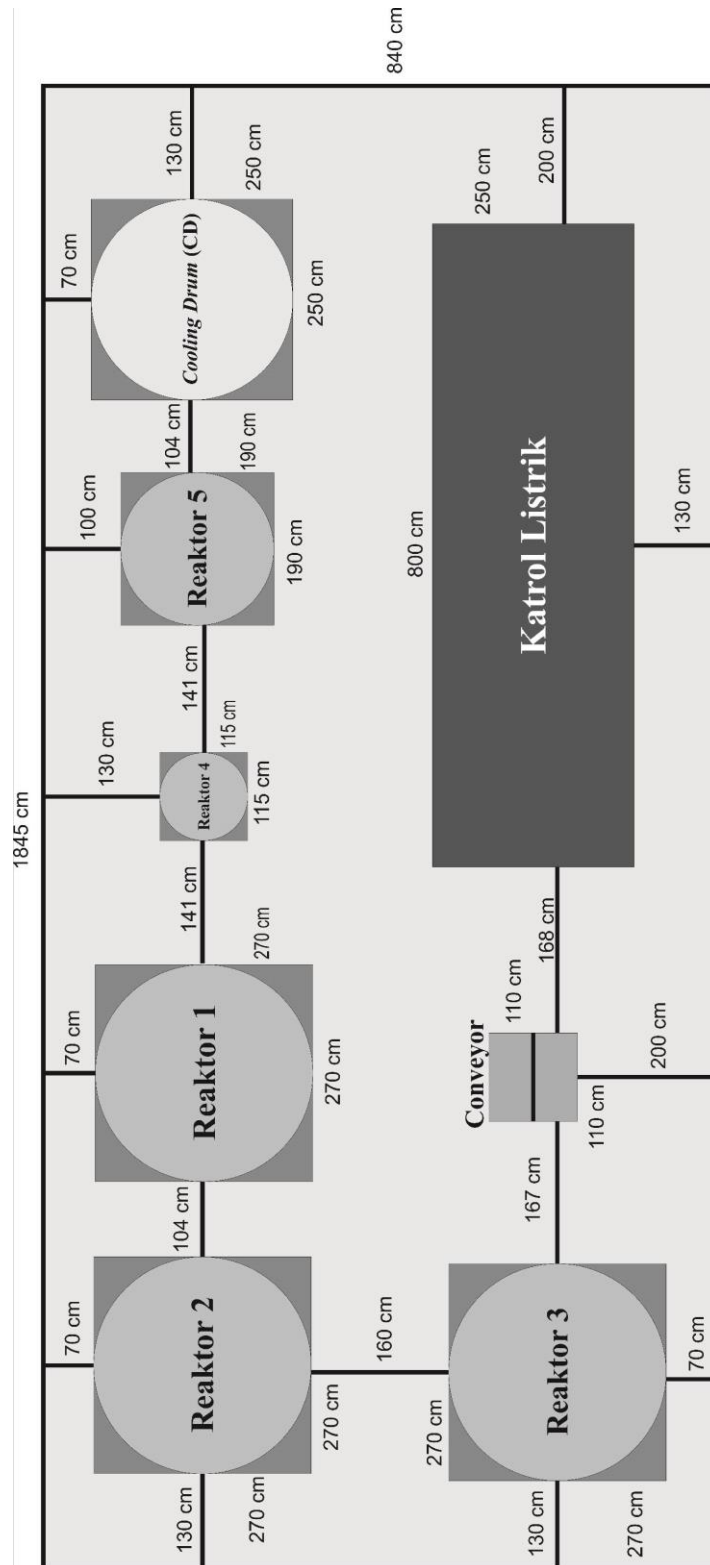 1845 cm
840 cm
70 cm
130 cm
Cooling Drum (CD)
250 cm
250 cm
104 cm
100 cm
Reaktor 5
190 cm
190 cm
141 cm
130 cm
Reaktor 4
115 cm
115 cm
141 cm
70 cm
Reaktor 1
270 cm
270 cm
104 cm
70 cm
Reaktor 2
270 cm
270 cm
130 cm
160 cm
200 cm
250 cm
Katrol Listrik
800 cm
130 cm
168 cm
Conveyor
110 cm
110 cm
200 cm
167 cm
Reaktor 3
270 cm
270 cm
70 cm
130 cm